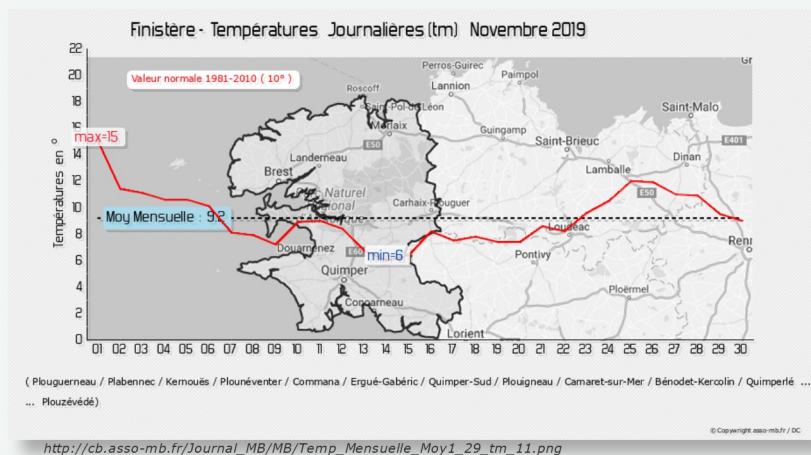 Finistère - Températures Journalières (tm) Novembre 2019
Températures en °
22
20
18
16
14
12
10
8
6
4
2
0
Valeur normale 1981-2010 ( 10° )
max=15
Moy Mensuelle : 9.2
min=6
Perros-Guirec
Paimpol
Roscoff
Lannion
Saint-Pol-de-Léon
Morlaix
Saint-Malo
Guingamp
E401
E50
Saint-Brieuc
Landerneau
Dinan
Lamballe
Brest
E50
Carhaix-Plouguer
Loudéac
Douarnenez
E60
Pontivy
Quimper
Ploërmel
Concarneau
Lorient
01 02 03 04 05 06 07 08 09 10 11 12 13 14 15 16 17 18 19 20 21 22 23 24 25 26 27 28 29 30
( Plouguerneau / Plabennec / Kernouës / Plounéventer / Commana / Ergué-Gabéric / Quimper-Sud / Plouigneau / Camaret-sur-Mer / Bénodet-Kercolin / Quimperlé ...
... Plouzévédé)
© Copywright asso-mb.fr / DC
http://cb.asso-mb.fr/Journal_MB/MB/Temp_Mensuelle_Moy1_29_tm_11.png